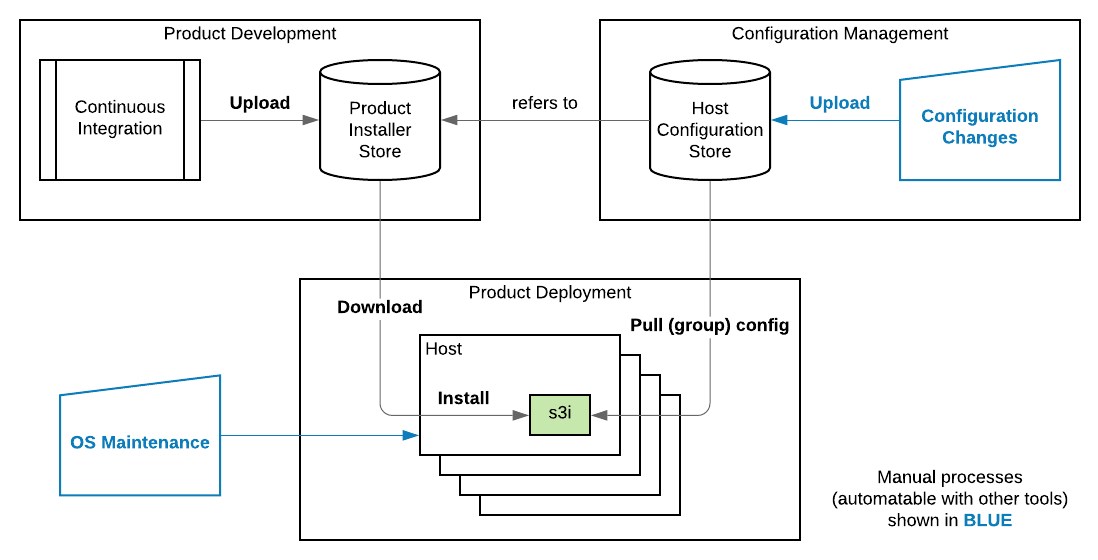 Product Development
Continuous
Integration
Upload
Product
Installer
Store
refers to
Configuration Management
Host
Configuration
Store
Upload
Configuration
Changes
Product Deployment
Download
Pull (group) config
Host
Install
s3i
OS Maintenance
Manual processes
(automatable with other tools)
shown in BLUE